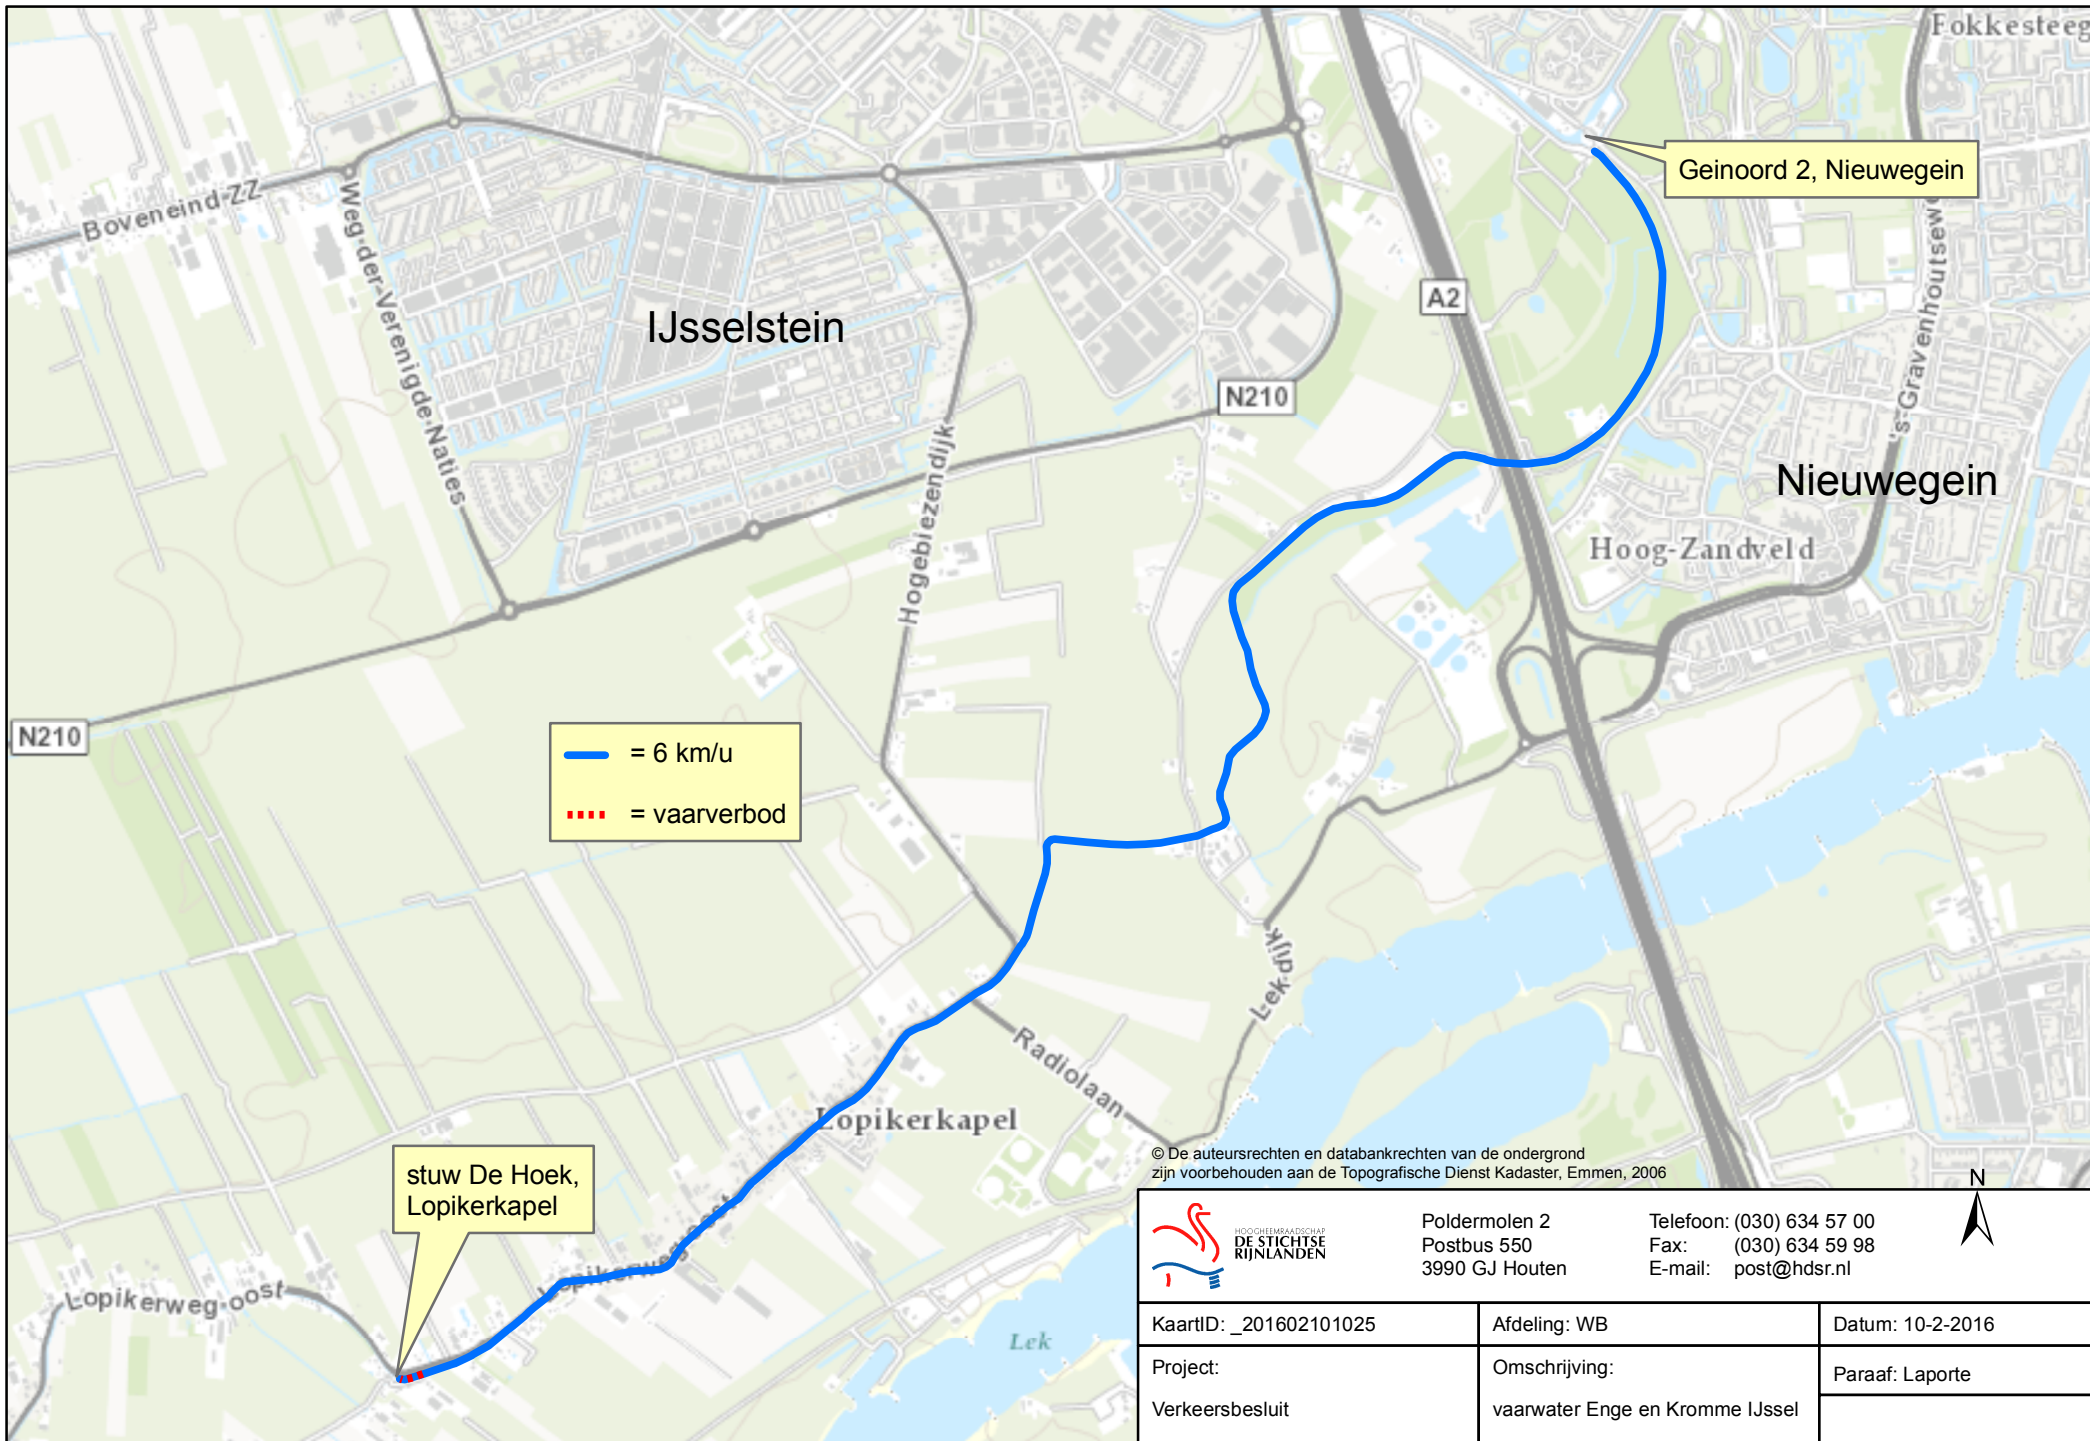 Fokkesteeg
Geinoord 2, Nieuwegein
Boveneind-ZZ
Weg-der-Verenigde-Naties
IJsselstein
A2
N210
's-Gravenhoutsewe
Nieuwegein
Hogebiezendijk
Hoog-Zandveld
N210
= 6 km/u
= vaarverbod
Lekdijk
Radiolaan
Lopikerkapel
stuw De Hoek,
Lopikerkapel
Lopikerweg-oost
Lopikerweg-oost
Lek
© De auteursrechten en databankrechten van de ondergrond
zijn voorbehouden aan de Topografische Dienst Kadaster, Emmen, 2006
N
HOOGHEEMRAADSCHAP
DE STICHTSE
RIJNLANDEN
Poldermolen 2
Postbus 550
3990 GJ Houten
Telefoon: (030) 634 57 00
Fax: (030) 634 59 98
E-mail: post@hdsr.nl
KaartID: _201602101025
Afdeling: WB
Datum: 10-2-2016
Project:
Verkeersbesluit
Omschrijving:
vaarwater Enge en Kromme IJssel
Paraaf: Laporte